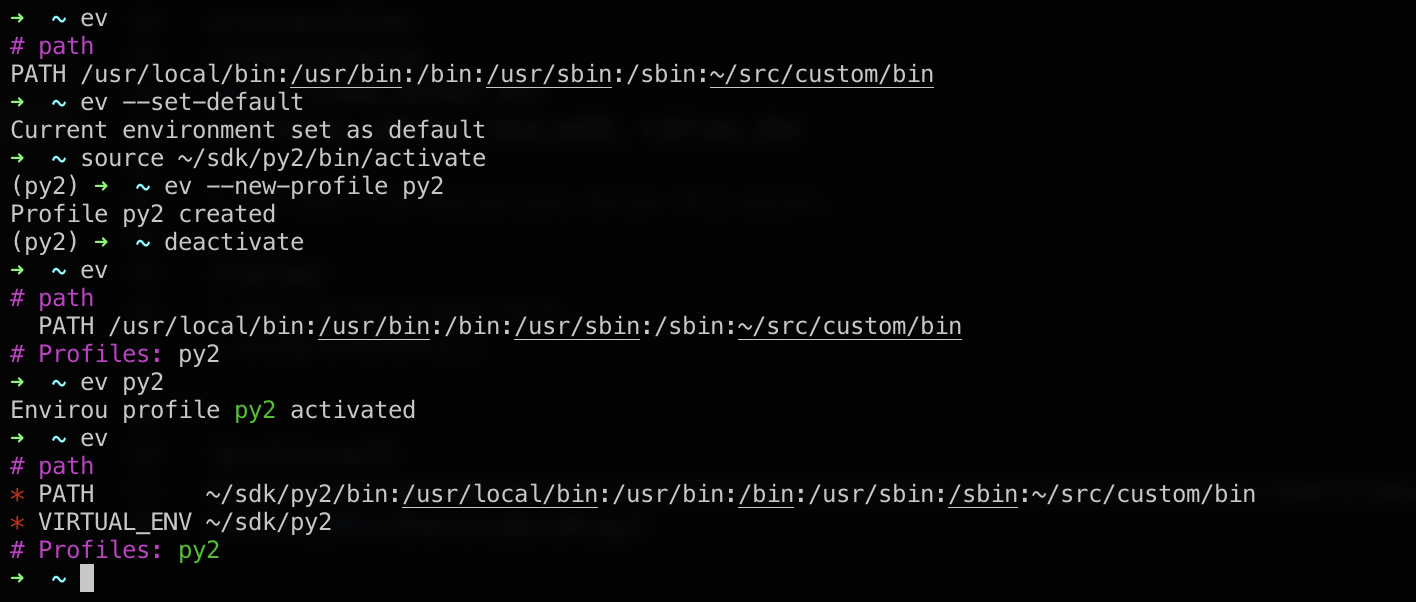 ➜  ~ ev
# path
PATH /usr/local/bin:/usr/bin:/bin:/usr/sbin:/sbin:~/src/custom/bin
➜  ~ ev --set-default
Current environment set as default
➜  ~ source ~/sdk/py2/bin/activate
(py2) ➜  ~ ev --new-profile py2
Profile py2 created
(py2) ➜  ~ deactivate
➜  ~ ev
# path
  PATH /usr/local/bin:/usr/bin:/bin:/usr/sbin:/sbin:~/src/custom/bin
# Profiles: py2
➜  ~ ev py2
Envirou profile py2 activated
➜  ~ ev
# path
* PATH        ~/sdk/py2/bin:/usr/local/bin:/usr/bin:/bin:/usr/sbin:/sbin:~/src/custom/bin
* VIRTUAL_ENV ~/sdk/py2
# Profiles: py2
➜  ~